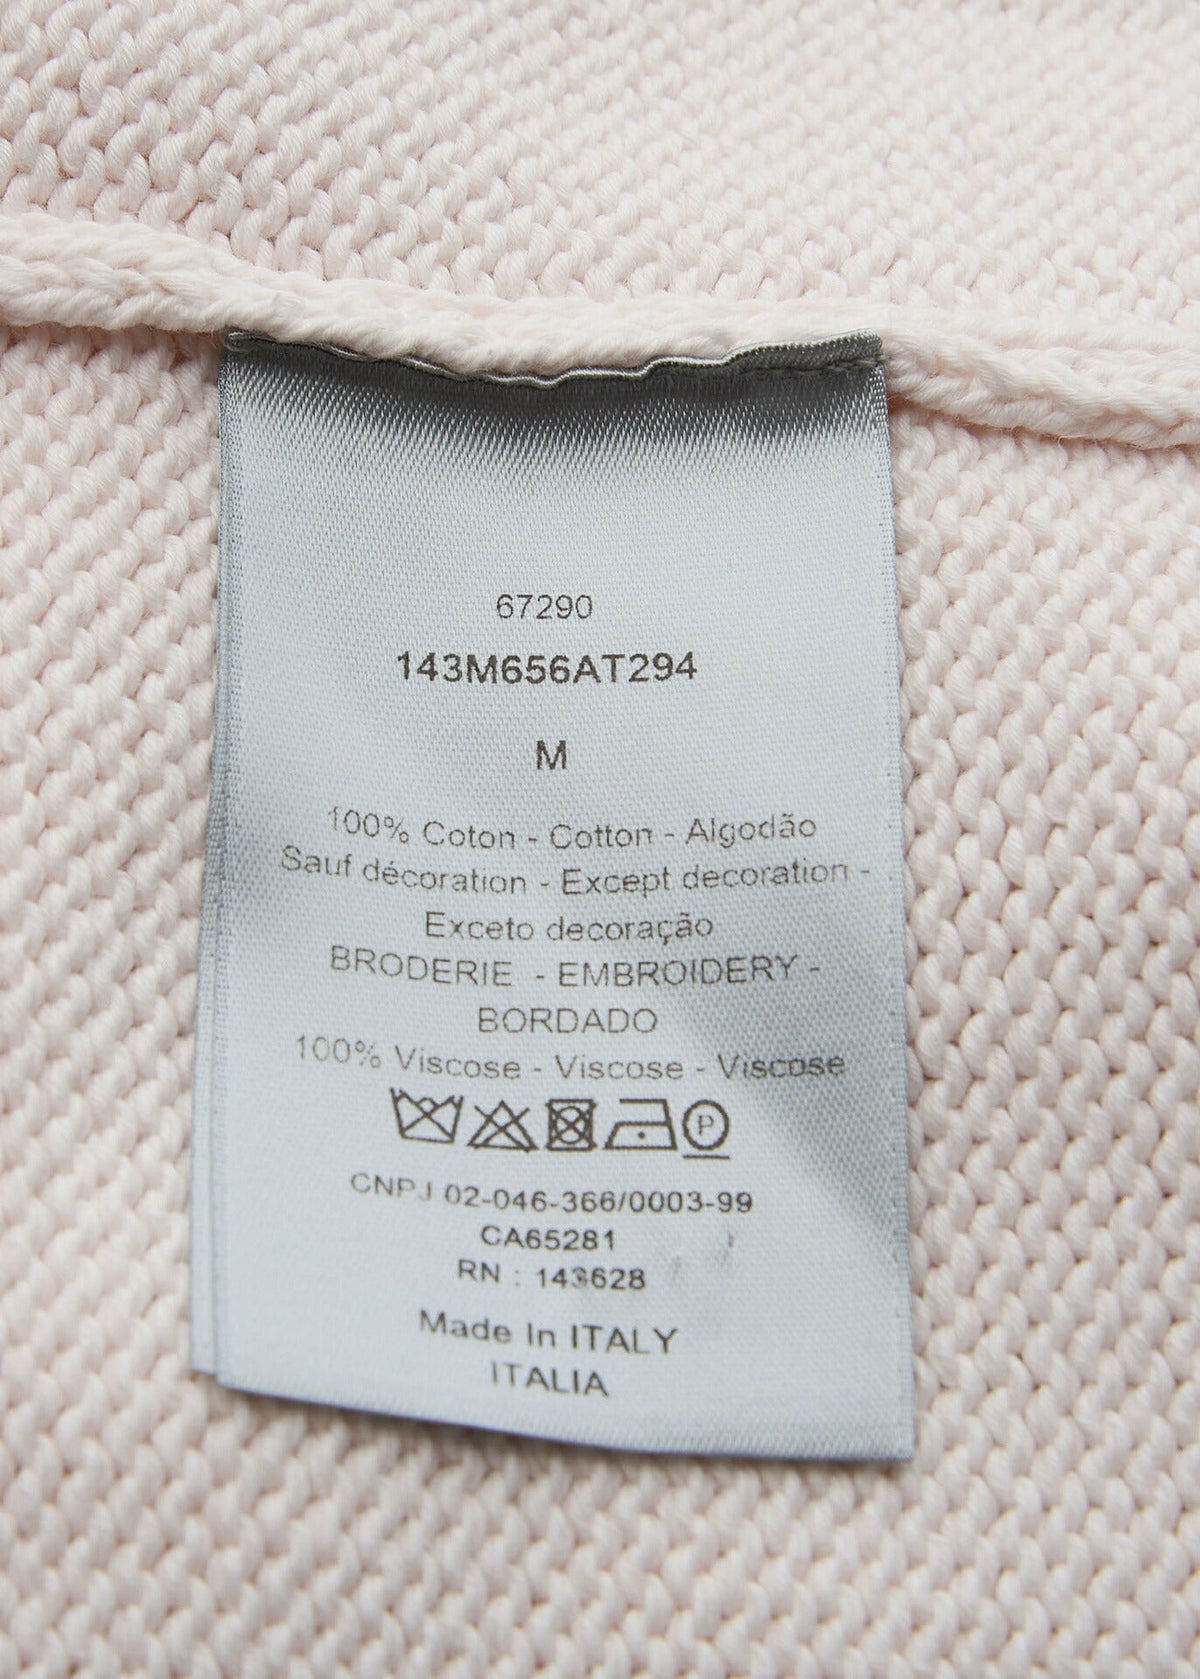 67290
143M656AT294
M
100% Coton - Cotton - Algodão
Sauf décoration - Except decoration -
Exceto decoração
BRODERIE - EMBROIDERY -
BORDADO
100% Viscose - Viscose - Viscose
P
CNPJ 02-046-366/0003-99
CA65281
RN : 143628
Made In ITALY
ITALIA